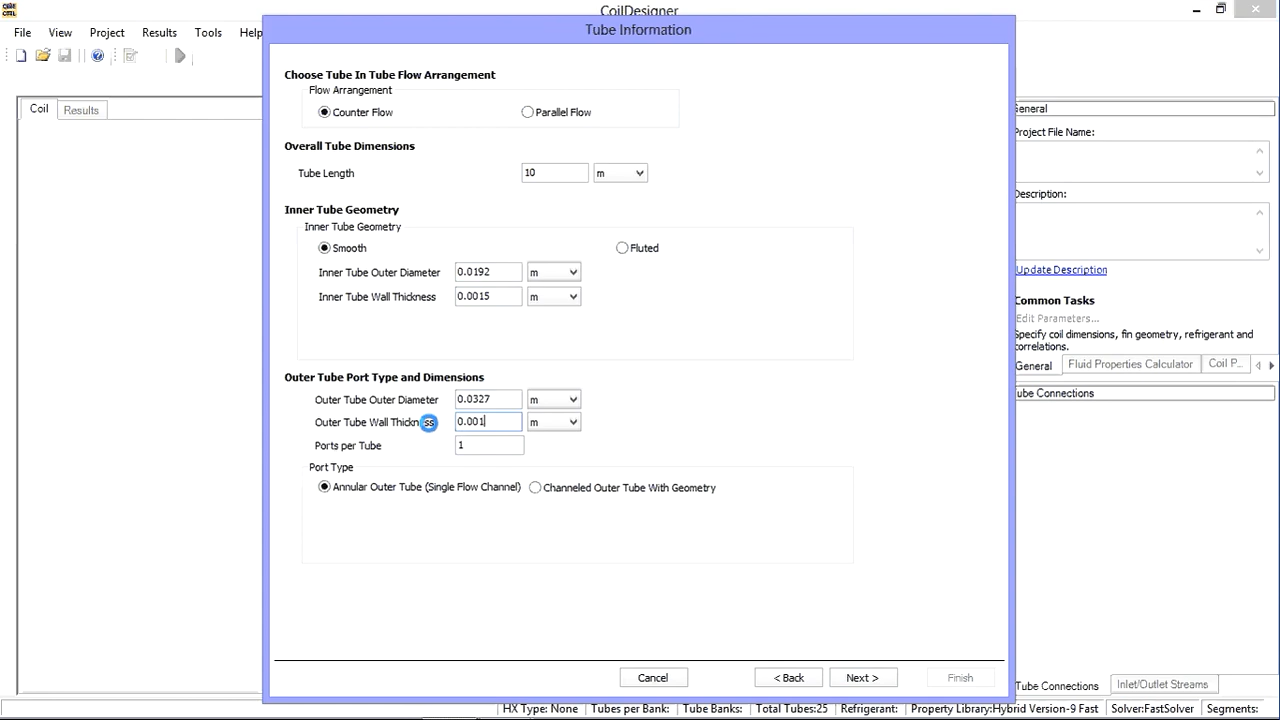 CoilDesigner
File View Project Results Tools Help
Coil Results
Tube Information
Choose Tube In Tube Flow Arrangement
Flow Arrangement
Counter Flow Parallel Flow
Overall Tube Dimensions
Tube Length 10 m
Inner Tube Geometry
Inner Tube Geometry
Smooth Fluted
Inner Tube Outer Diameter 0.0192 m
Inner Tube Wall Thickness 0.0015 m
Outer Tube Port Type and Dimensions
Outer Tube Outer Diameter 0.0327 m
Outer Tube Wall Thickness 0.001 m
Ports per Tube 1
Port Type
Annular Outer Tube (Single Flow Channel) Channeled Outer Tube With Geometry
Cancel < Back Next > Finish
General
Project File Name:
Description:
Update Description
Common Tasks
Edit Parameters...
Specify coil dimensions, fin geometry, refrigerant and
correlations.
General Fluid Properties Calculator Coil P...
Tube Connections
Tube Connections Inlet/Outlet Streams
HX Type: None Tubes per Bank: Tube Banks: Total Tubes:25 Refrigerant: Property Library:Hybrid Version-9 Fast Solver:FastSolver Segments: